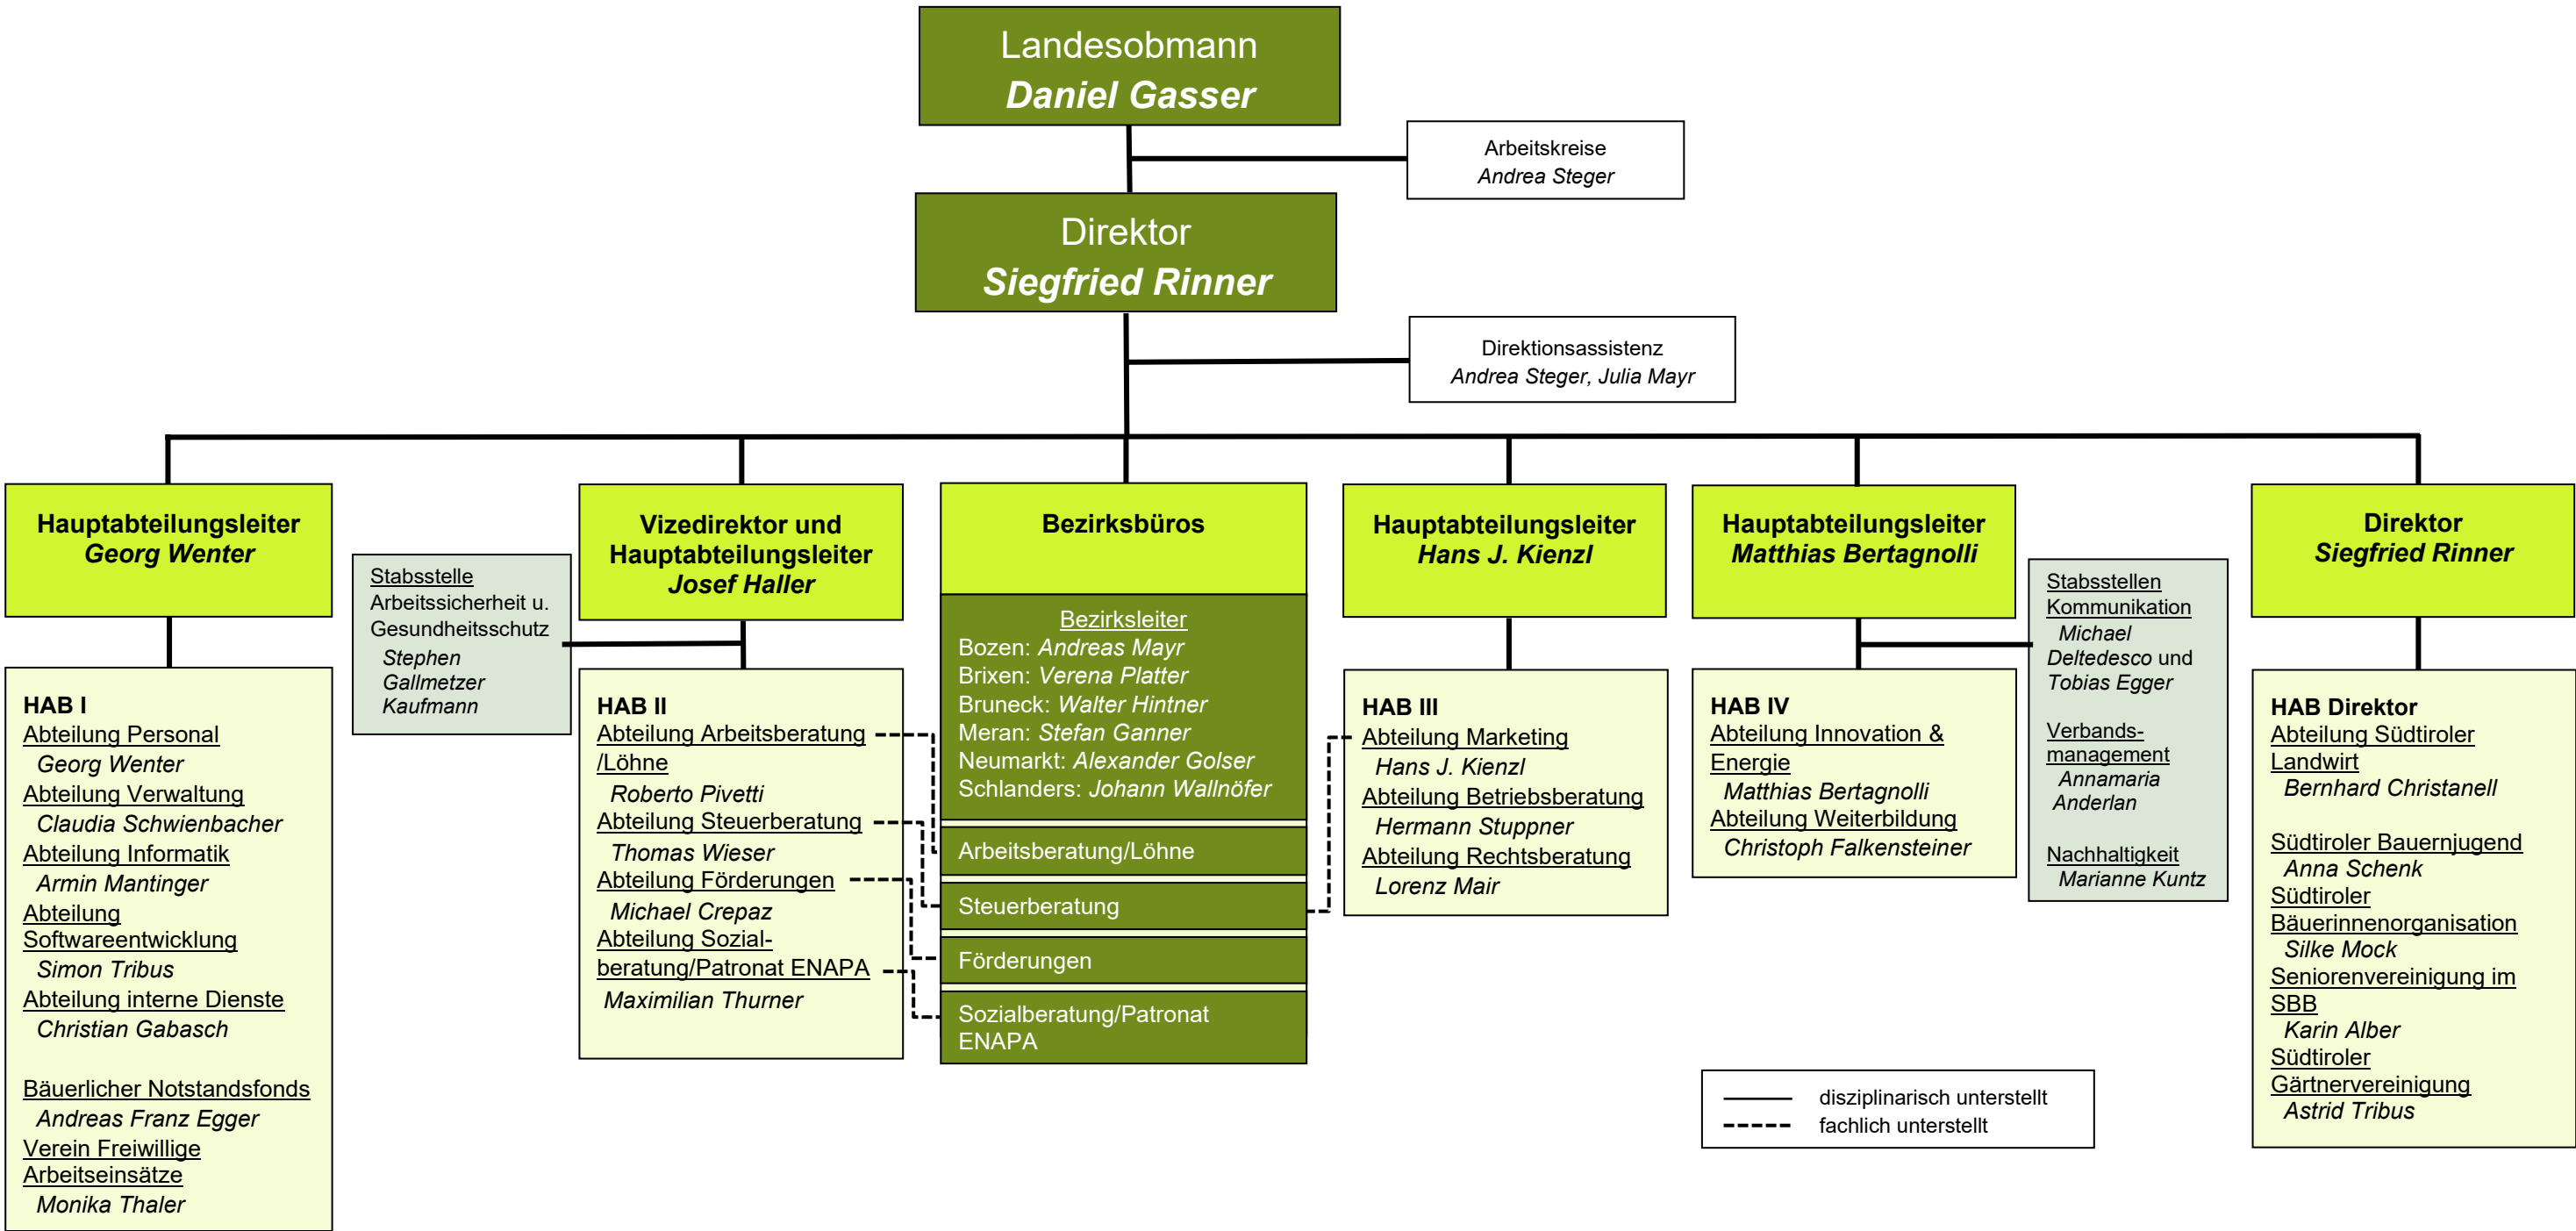 Landesobmann
Daniel Gasser
Arbeitskreise
Andrea Steger
Direktor
Siegfried Rinner
Direktionsassistenz
Andrea Steger, Julia Mayr
Hauptabteilungsleiter
Georg Wenter
HAB I
Abteilung Personal
Georg Wenter
Abteilung Verwaltung
Claudia Schwienbacher
Abteilung Informatik
Armin Mantinger
Abteilung
Softwareentwicklung
Simon Tribus
Abteilung interne Dienste
Christian Gabasch
Bäuerlicher Notstandsfonds
Andreas Franz Egger
Verein Freiwillige
Arbeitseinsätze
Monika Thaler
Stabsstelle
Arbeitssicherheit u.
Gesundheitsschutz
Stephen
Gallmetzer
Kaufmann
Vizedirektor und
Hauptabteilungsleiter
Josef Haller
HAB II
Abteilung Arbeitsberatung
/Löhne
Roberto Pivetti
Abteilung Steuerberatung
Thomas Wieser
Abteilung Förderungen
Michael Crepaz
Abteilung Sozial-
beratung/Patronat ENAPA
Maximilian Thurner
Bezirksbüros
Bezirksleiter
Bozen: Andreas Mayr
Brixen: Verena Platter
Bruneck: Walter Hintner
Meran: Stefan Ganner
Neumarkt: Alexander Golser
Schlanders: Johann Wallnöfer
Arbeitsberatung/Löhne
Steuerberatung
Förderungen
Sozialberatung/Patronat
ENAPA
Hauptabteilungsleiter
Hans J. Kienzl
HAB III
Abteilung Marketing
Hans J. Kienzl
Abteilung Betriebsberatung
Hermann Stuppner
Abteilung Rechtsberatung
Lorenz Mair
Hauptabteilungsleiter
Matthias Bertagnolli
HAB IV
Abteilung Innovation &
Energie
Matthias Bertagnolli
Abteilung Weiterbildung
Christoph Falkensteiner
Stabsstellen
Kommunikation
Michael
Deltedesco und
Tobias Egger
Verbands-
management
Annamaria
Anderlan
Nachhaltigkeit
Marianne Kuntz
Direktor
Siegfried Rinner
HAB Direktor
Abteilung Südtiroler
Landwirt
Bernhard Christanell
Südtiroler Bauernjugend
Anna Schenk
Südtiroler
Bäuerinnenorganisation
Silke Mock
Seniorenvereinigung im
SBB
Karin Alber
Südtiroler
Gärtnervereinigung
Astrid Tribus
disziplinarisch unterstellt
fachlich unterstellt